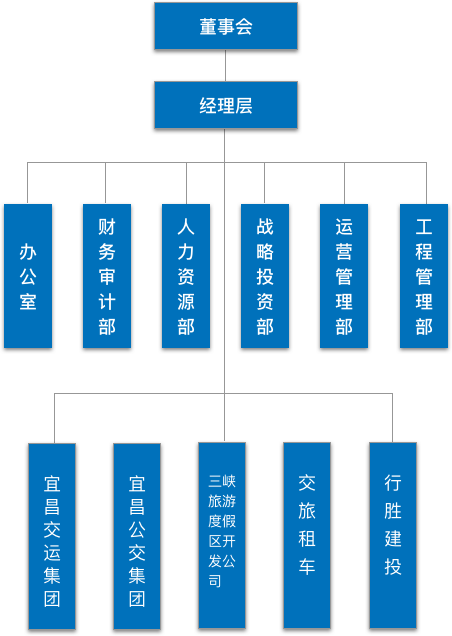 董事会
经理层
办公室
财务审计部
人力资源部
战略投资部
运营管理部
工程管理部
宜昌交运集团
宜昌公交集团
三峡旅游度假区开发公司
交旅租车
行胜建投